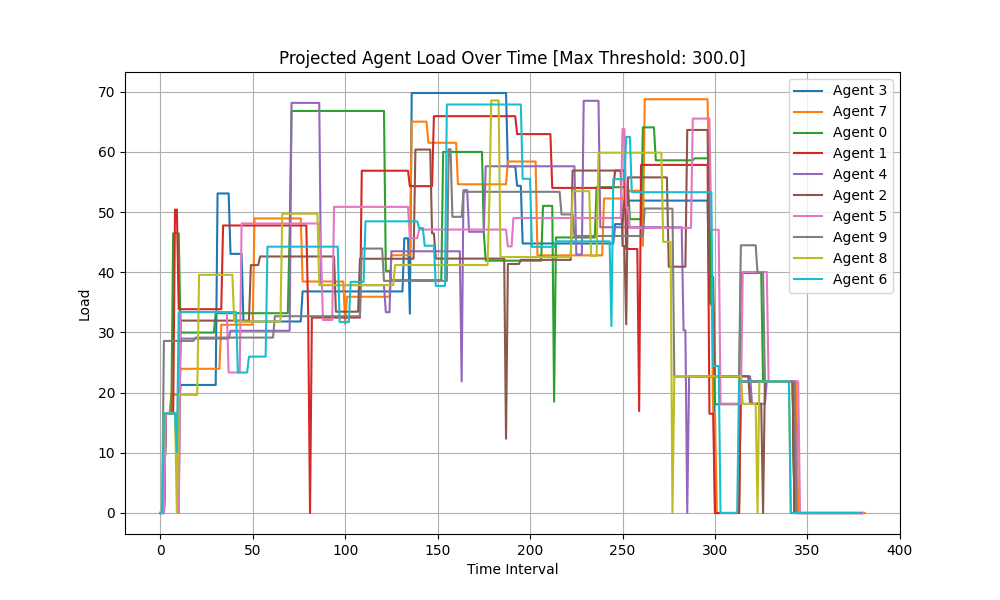 Projected Agent Load Over Time [Max Threshold: 300.0]
Load
70
60
50
40
30
20
10
0
0 50 100 150 200 250 300 350 400
Time Interval
Agent 3
Agent 7
Agent 0
Agent 1
Agent 4
Agent 2
Agent 5
Agent 9
Agent 8
Agent 6